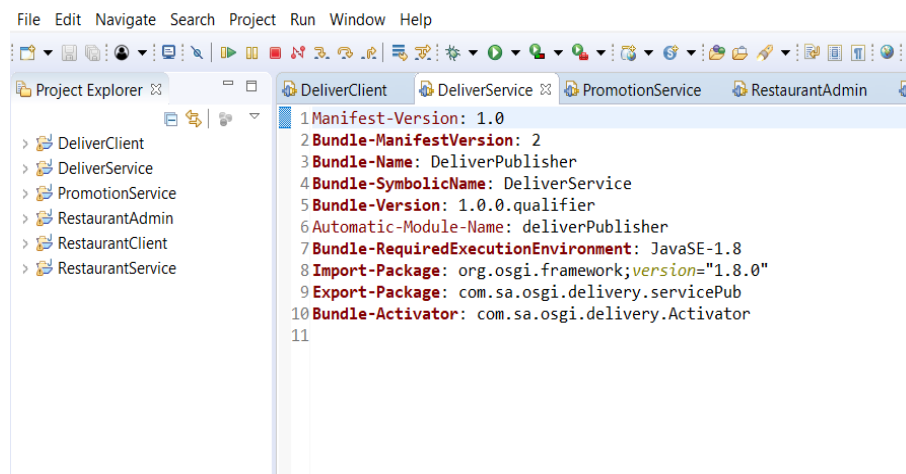 File Edit Navigate Search Project Run Window Help
Project Explorer
DeliverClient DeliverService PromotionService RestaurantAdmin
DeliverClient
DeliverService
PromotionService
RestaurantAdmin
RestaurantClient
RestaurantService
1 Manifest-Version: 1.0
2 Bundle-ManifestVersion: 2
3 Bundle-Name: DeliverPublisher
4 Bundle-SymbolicName: DeliverService
5 Bundle-Version: 1.0.0.qualifier
6 Automatic-Module-Name: deliverPublisher
7 Bundle-RequiredExecutionEnvironment: JavaSE-1.8
8 Import-Package: org.osgi.framework;version="1.8.0"
9 Export-Package: com.sa.osgi.delivery.servicePub
10 Bundle-Activator: com.sa.osgi.delivery.Activator
11